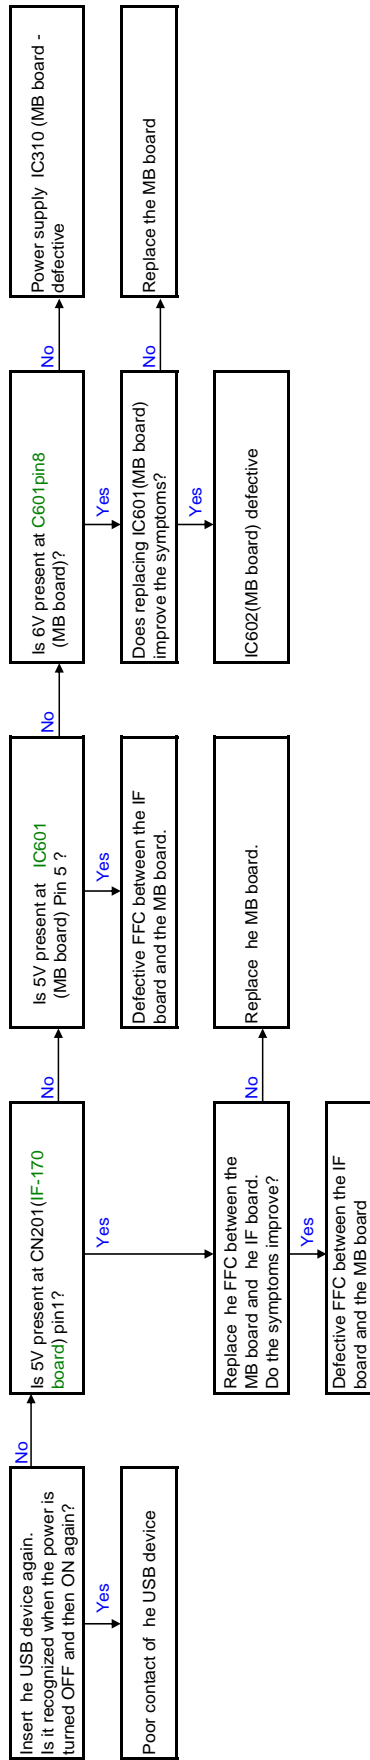 Insert he USB device again.
Is it recognized when the power is
turned OFF and then ON again?
No
Yes
Poor contact of he USB device
Is 5V present at CN201(IF-170
board) pin1?
No
Yes
Replace he FFC between the
MB board and he IF board.
Do the symptoms improve?
No
Yes
Replace he MB board.
Defective FFC between the IF
board and the MB board
Is 5V present at IC601
(MB board) Pin 5 ?
No
Yes
Defective FFC between the IF
board and the MB board.
Is 6V present at C601pin8
(MB board)?
No
Yes
Power supply IC310 (MB board -
defective
Does replacing IC601(MB board)
improve the symptoms?
No
Yes
Replace the MB board
IC602(MB board) defective